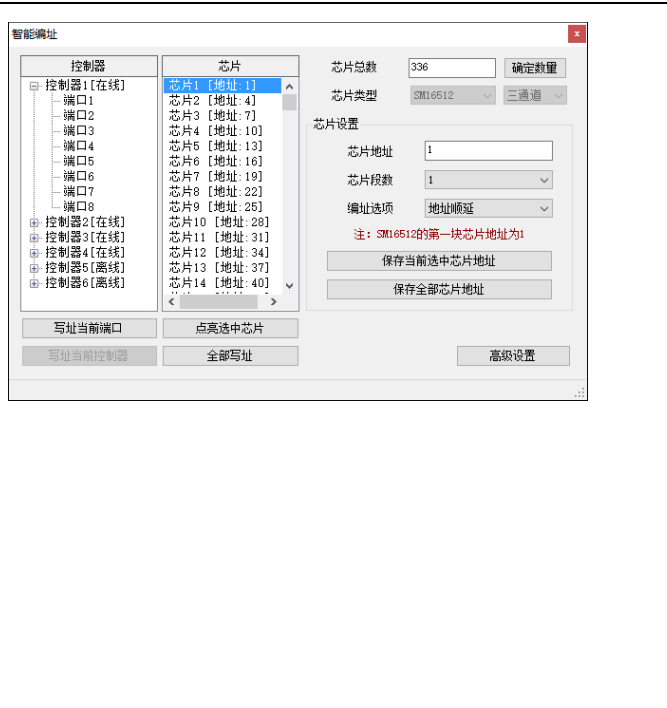 智能编址
x
控制器
控制器1[在线]
端口1
端口2
端口3
端口4
端口5
端口6
端口7
端口8
控制器2[在线]
控制器3[在线]
控制器4[在线]
控制器5[离线]
控制器6[离线]
芯片
芯片1 [地址:1]
芯片2 [地址:4]
芯片3 [地址:7]
芯片4 [地址:10]
芯片5 [地址:13]
芯片6 [地址:16]
芯片7 [地址:19]
芯片8 [地址:22]
芯片9 [地址:25]
芯片10 [地址:28]
芯片11 [地址:31]
芯片12 [地址:34]
芯片13 [地址:37]
芯片14 [地址:40]
芯片总数 336 确定数量
芯片类型 SM16512 三通道
芯片设置
芯片地址 1
芯片段数 1
编址选项 地址顺延
注: SM16512的第一块芯片地址为1
保存当前选中芯片地址
保存全部芯片地址
写址当前端口 点亮选中芯片
写址当前控制器 全部写址 高级设置